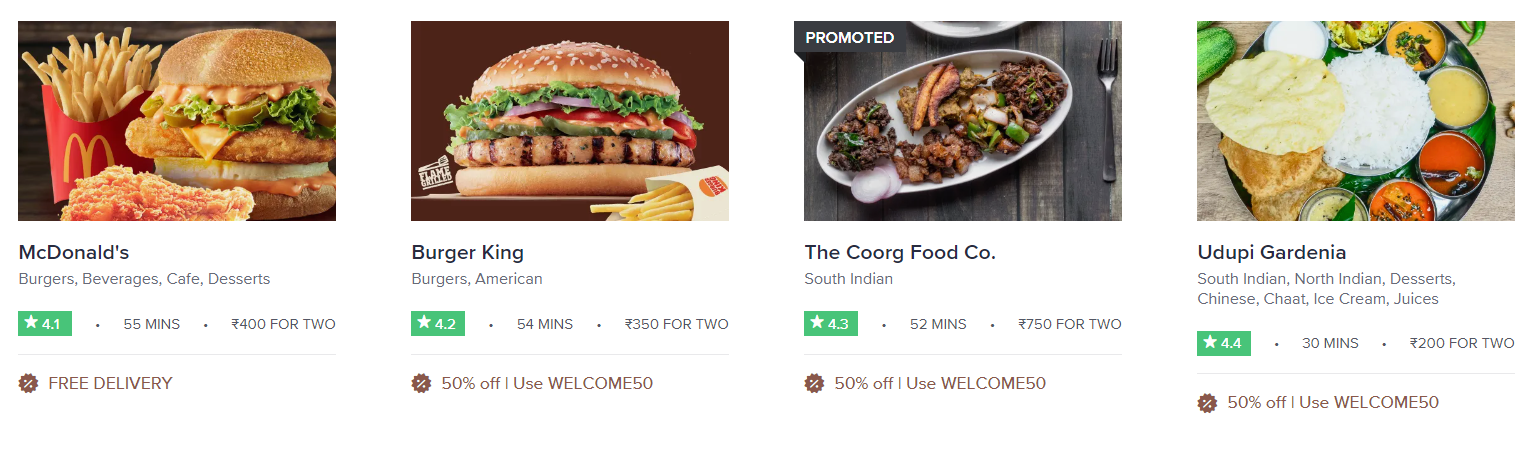 PROMOTED
FLAME
GRILLED
McDonald's
Burgers, Beverages, Cafe, Desserts
★ 4.1 • 55 MINS • ₹400 FOR TWO
FREE DELIVERY
Burger King
Burgers, American
★ 4.2 • 54 MINS • ₹350 FOR TWO
50% off | Use WELCOME50
The Coorg Food Co.
South Indian
★ 4.3 • 52 MINS • ₹750 FOR TWO
50% off | Use WELCOME50
Udupi Gardenia
South Indian, North Indian, Desserts,
Chinese, Chaat, Ice Cream, Juices
★ 4.4 • 30 MINS • ₹200 FOR TWO
50% off | Use WELCOME50